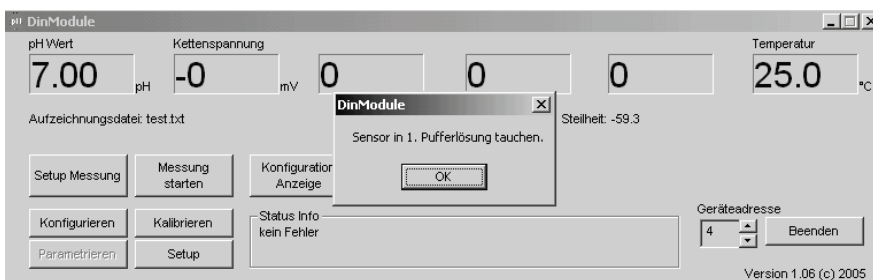 pH DinModule
pH Wert
Kettenspannung
Temperatur
7.00 pH
-0 mV
0
0
0
25.0 °C
Aufzeichnungsdatei: test.txt
Steilheit: -59.3
DinModule
Sensor in 1. Pufferlösung tauchen.
OK
Setup Messung
Messung
starten
Konfiguration
Anzeige
Konfigurieren
Kalibrieren
Status Info
kein Fehler
Geräteadresse
4
Beenden
Parametrieren
Setup
Version 1.06 (c) 2005